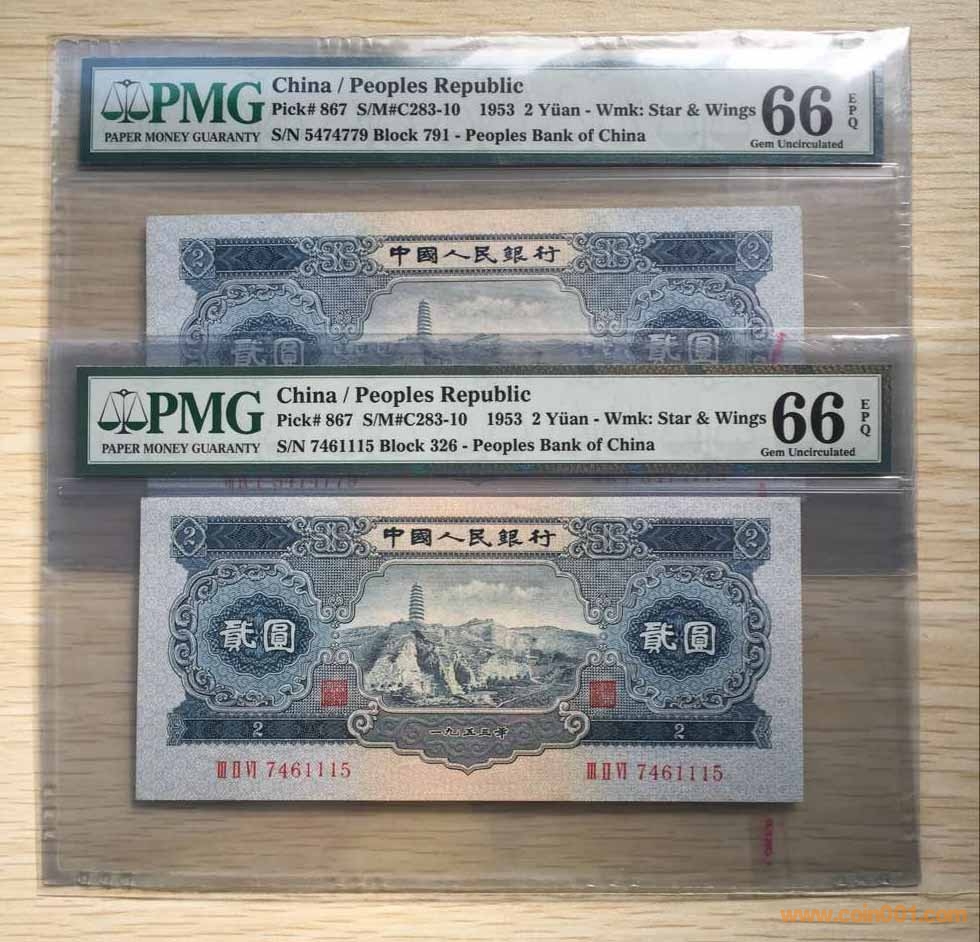 PMG
PAPER MONEY GUARANTY
China / Peoples Republic
Pick# 867 S/M#C283-10 1953 2 Yüan - Wmk: Star & Wings
S/N 5474779 Block 791 - Peoples Bank of China
66
EPQ
Gem Uncirculated
2
中國人民銀行
2
貳圓
貳圓
PMG
PAPER MONEY GUARANTY
China / Peoples Republic
Pick# 867 S/M#C283-10 1953 2 Yüan - Wmk: Star & Wings
S/N 7461115 Block 326 - Peoples Bank of China
66
EPQ
Gem Uncirculated
5474779
5474779
2
中國人民銀行
2
貳圓
貳圓
2
一九五三年
2
III II VI 7461115
III II VI 7461115
www.coin001.com